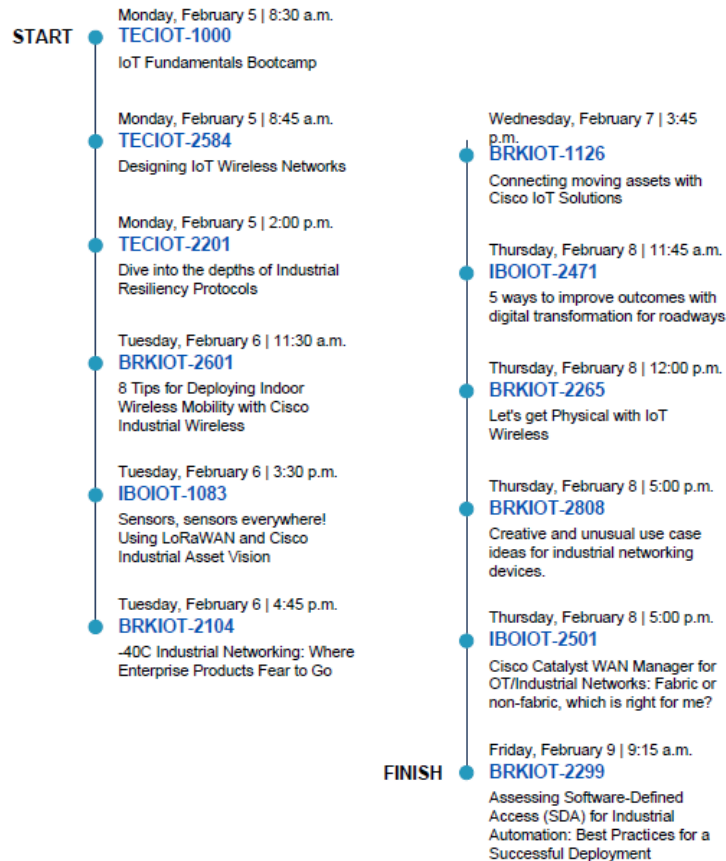 START
Monday, February 5 | 8:30 a.m.
TECIOT-1000
IoT Fundamentals Bootcamp
Monday, February 5 | 8:45 a.m.
TECIOT-2584
Designing IoT Wireless Networks
Monday, February 5 | 2:00 p.m.
TECIOT-2201
Dive into the depths of Industrial
Resiliency Protocols
Tuesday, February 6 | 11:30 a.m.
BRKIOT-2601
8 Tips for Deploying Indoor
Wireless Mobility with Cisco
Industrial Wireless
Tuesday, February 6 | 3:30 p.m.
IBOIOT-1083
Sensors, sensors everywhere!
Using LoRaWAN and Cisco
Industrial Asset Vision
Tuesday, February 6 | 4:45 p.m.
BRKIOT-2104
-40C Industrial Networking: Where
Enterprise Products Fear to Go
Wednesday, February 7 | 3:45
p.m.
BRKIOT-1126
Connecting moving assets with
Cisco IoT Solutions
Thursday, February 8 | 11:45 a.m.
IBOIOT-2471
5 ways to improve outcomes with
digital transformation for roadways
Thursday, February 8 | 12:00 p.m.
BRKIOT-2265
Let's get Physical with IoT
Wireless
Thursday, February 8 | 5:00 p.m.
BRKIOT-2808
Creative and unusual use case
ideas for industrial networking
devices.
Thursday, February 8 | 5:00 p.m.
IBOIOT-2501
Cisco Catalyst WAN Manager for
OT/Industrial Networks: Fabric or
non-fabric, which is right for me?
FINISH
Friday, February 9 | 9:15 a.m.
BRKIOT-2299
Assessing Software-Defined
Access (SDA) for Industrial
Automation: Best Practices for a
Successful Deployment